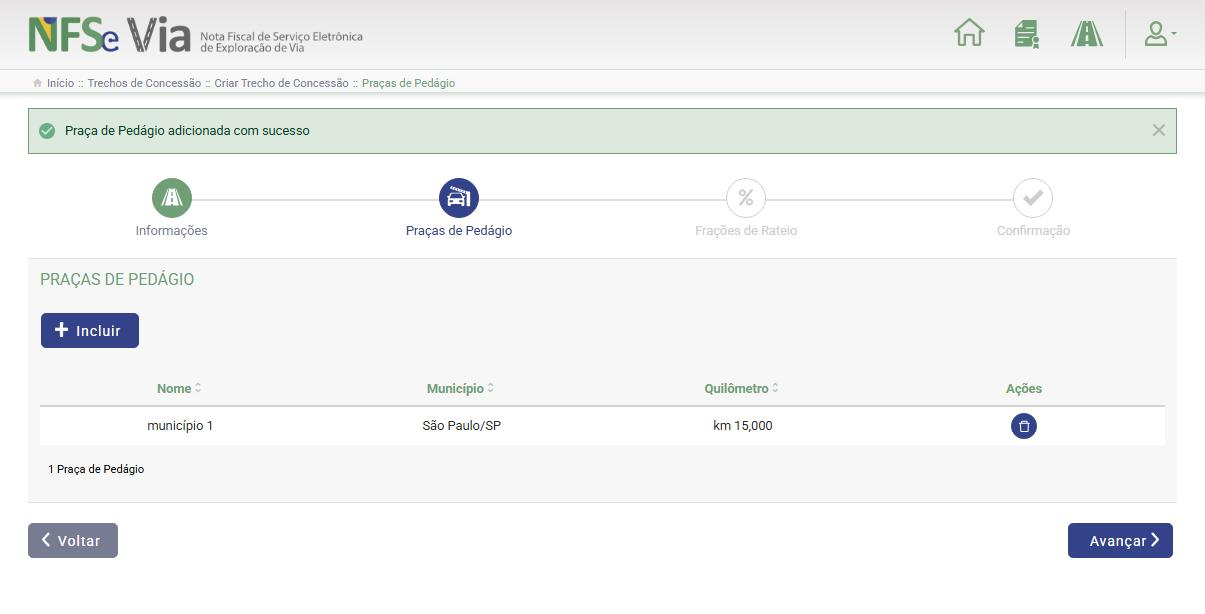 NFSe Via Nota Fiscal de Serviço Eletrônica
de Exploração de Via
Início :: Trechos de Concessão :: Criar Trecho de Concessão :: Praças de Pedágio
Praça de Pedágio adicionada com sucesso
Informações Praças de Pedágio Frações de Rateio Confirmação
PRAÇAS DE PEDÁGIO
Incluir
Nome Município Quilômetro Ações
município 1 São Paulo/SP km 15,000
1 Praça de Pedágio
Voltar Avançar